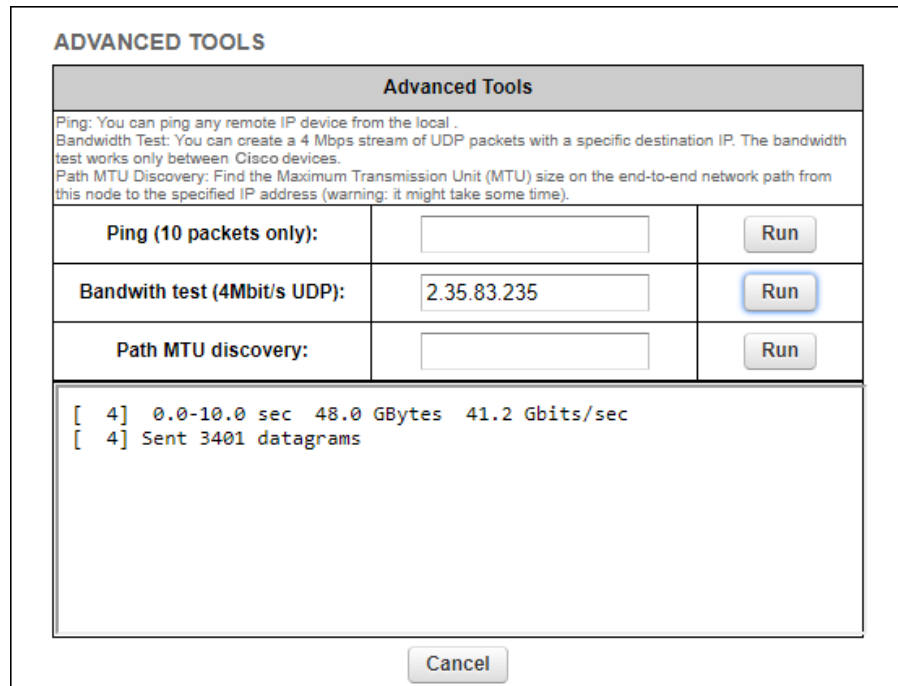 ADVANCED TOOLS
Advanced Tools
Ping: You can ping any remote IP device from the local .
Bandwidth Test: You can create a 4 Mbps stream of UDP packets with a specific destination IP. The bandwidth
test works only between Cisco devices.
Path MTU Discovery: Find the Maximum Transmission Unit (MTU) size on the end-to-end network path from
this node to the specified IP address (warning: it might take some time).
Ping (10 packets only): Run
Bandwith test (4Mbit/s UDP): 2.35.83.235 Run
Path MTU discovery: Run
[  4]  0.0-10.0 sec  48.0 GBytes  41.2 Gbits/sec
[  4] Sent 3401 datagrams
Cancel